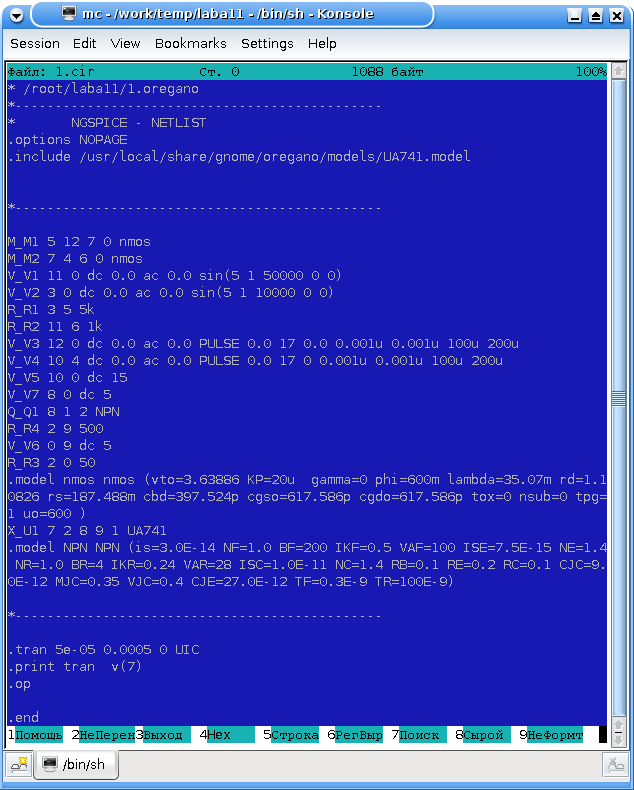 mc - /work/temp/laba11 - /bin/sh - Konsole
Session Edit View Bookmarks Settings Help
Файл: 1.cir Ст. 0 1088 байт 100%
* /root/laba11/1.oregano
*-----------------------------------------------
* NGSPICE - NETLIST
.options NOPAGE
.include /usr/local/share/gnome/oregano/models/UA741.model
*-----------------------------------------------
M_M1 5 12 7 0 nmos
M_M2 7 4 6 0 nmos
V_V1 11 0 dc 0.0 ac 0.0 sin(5 1 50000 0 0)
V_V2 3 0 dc 0.0 ac 0.0 sin(5 1 10000 0 0)
R_R1 3 5 5k
R_R2 11 6 1k
V_V3 12 0 dc 0.0 ac 0.0 PULSE 0.0 17 0.0 0.001u 0.001u 100u 200u
V_V4 10 4 dc 0.0 ac 0.0 PULSE 0.0 17 0 0.001u 0.001u 100u 200u
V_V5 10 0 dc 15
V_V7 8 0 dc 5
Q_Q1 8 1 2 NPN
R_R4 2 9 500
V_V6 0 9 dc 5
R_R3 2 0 50
.model nmos nmos (vto=3.63886 KP=20u gamma=0 phi=600m lambda=35.07m rd=1.1
0826 rs=187.488m cbd=397.524p cgso=617.586p cgdo=617.586p tox=0 nsub=0 tpg=
1 uo=600 )
X_U1 7 2 8 9 1 UA741
.model NPN NPN (is=3.0E-14 NF=1.0 BF=200 IKF=0.5 VAF=100 ISE=7.5E-15 NE=1.4
NR=1.0 BR=4 IKR=0.24 VAR=28 ISC=1.0E-11 NC=1.4 RB=0.1 RE=0.2 RC=0.1 CJC=9.
0E-12 MJC=0.35 VJC=0.4 CJE=27.0E-12 TF=0.3E-9 TR=100E-9)
*-----------------------------------------------
.tran 5e-05 0.0005 0 UIC
.print tran v(7)
.op
.end
1Помощь 2НеПерен3Выход 4Hex 5Строка 6РегВыр 7Поиск 8Сырой 9Неформт
/bin/sh